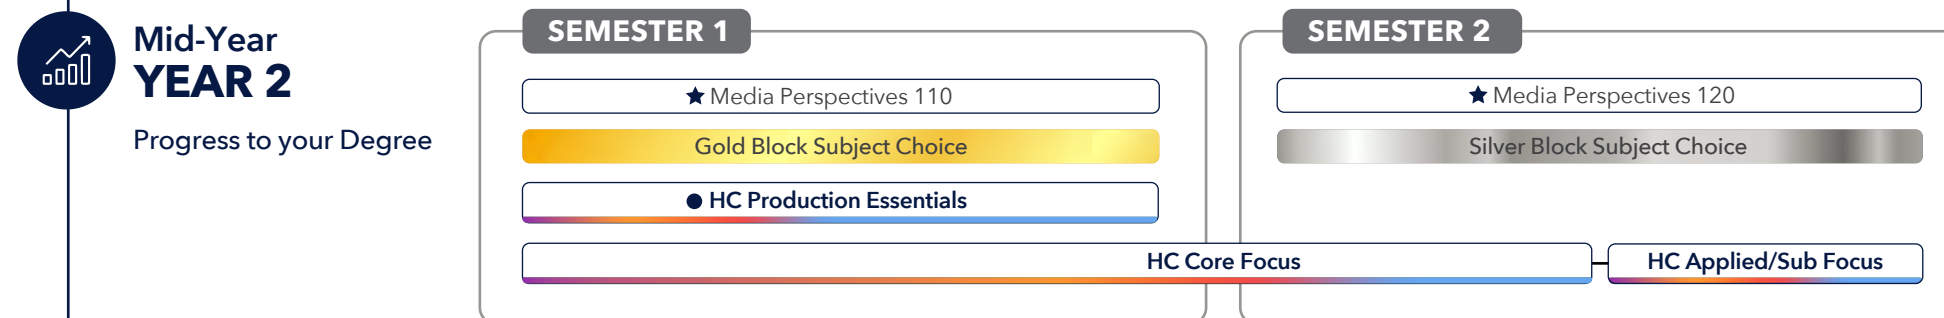 Mid-Year
YEAR 2
Progress to your Degree
SEMESTER 1
★ Media Perspectives 110
Gold Block Subject Choice
● HC Production Essentials
HC Core Focus
SEMESTER 2
★ Media Perspectives 120
Silver Block Subject Choice
HC Applied/Sub Focus